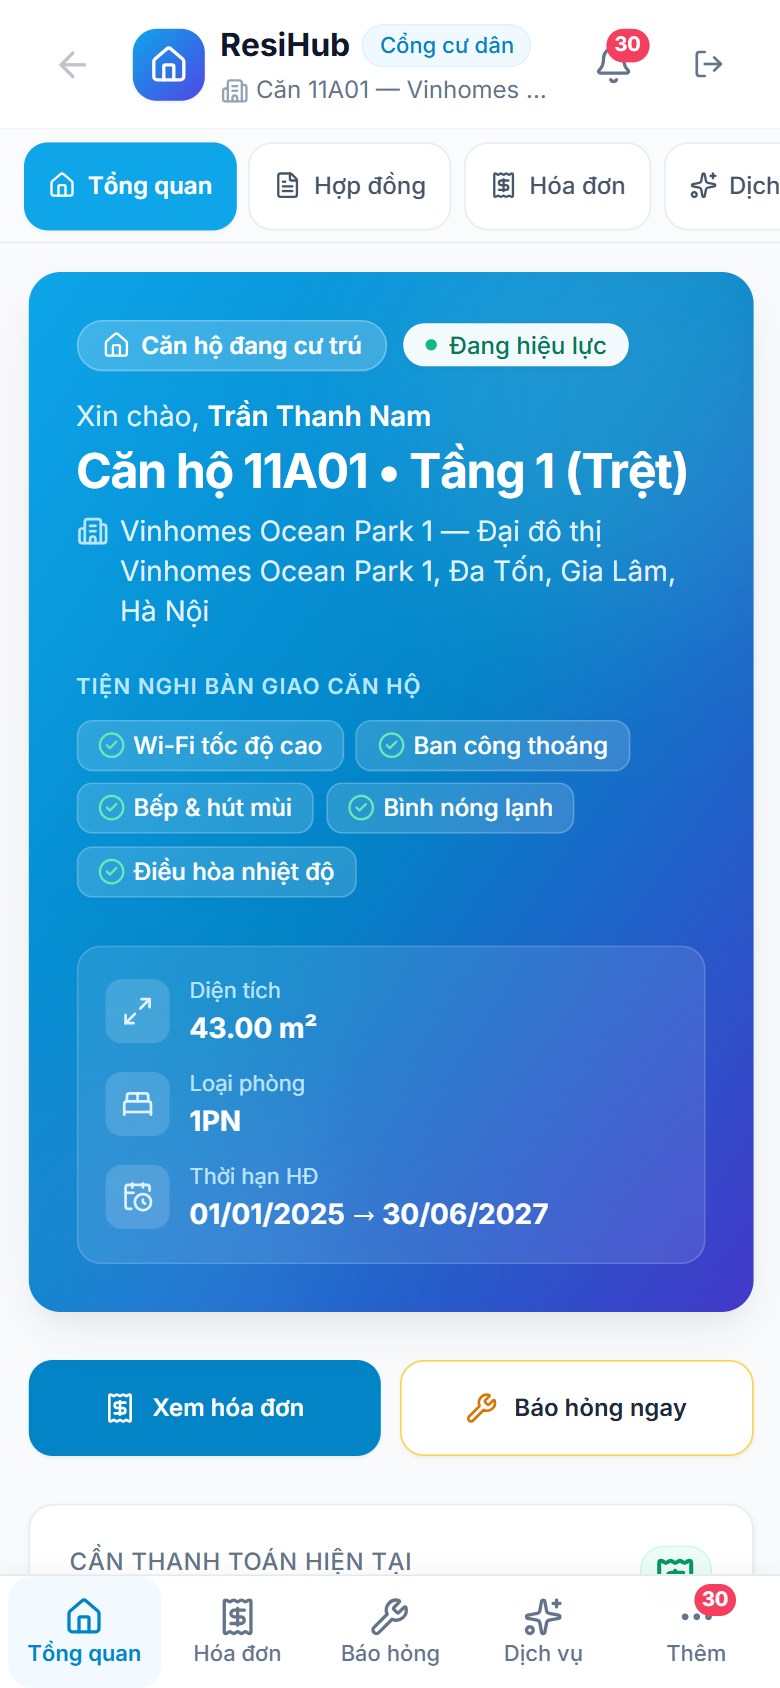 ResiHub
Cổng cư dân
30
Căn 11A01 — Vinhomes ...
Tổng quan
Hợp đồng
Hóa đơn
Dịch
Căn hộ đang cư trú
Đang hiệu lực
Xin chào, Trần Thanh Nam
Căn hộ 11A01 • Tầng 1 (Trệt)
Vinhomes Ocean Park 1 — Đại đô thị
Vinhomes Ocean Park 1, Đa Tốn, Gia Lâm,
Hà Nội
TIỆN NGHI BÀN GIAO CĂN HỘ
Wi-Fi tốc độ cao
Ban công thoáng
Bếp & hút mùi
Bình nóng lạnh
Điều hòa nhiệt độ
Diện tích
43.00 m²
Loại phòng
1PN
Thời hạn HĐ
01/01/2025 → 30/06/2027
Xem hóa đơn
Báo hỏng ngay
CẦN THANH TOÁN HIỆN TẠI
30
Tổng quan
Hóa đơn
Báo hỏng
Dịch vụ
Thêm